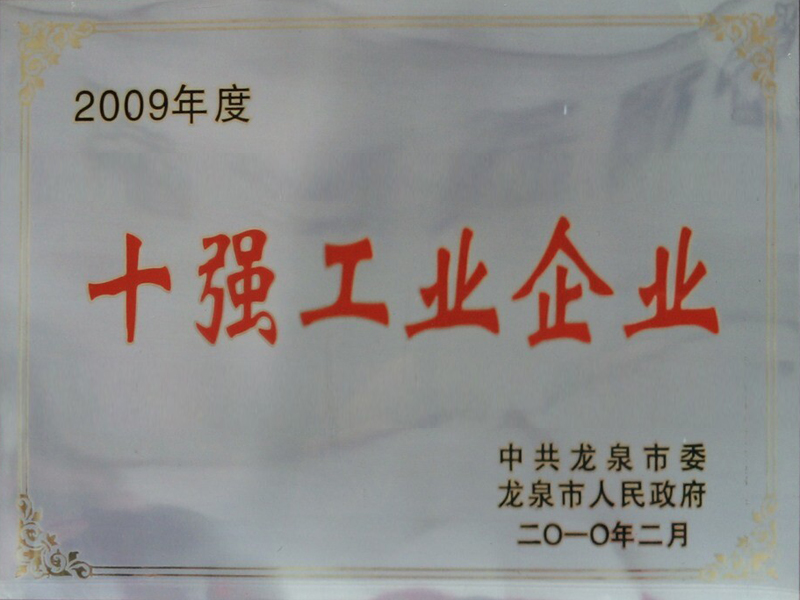 2009年度
十强工业企业
中共龙泉市委
龙泉市人民政府
二〇一〇年二月